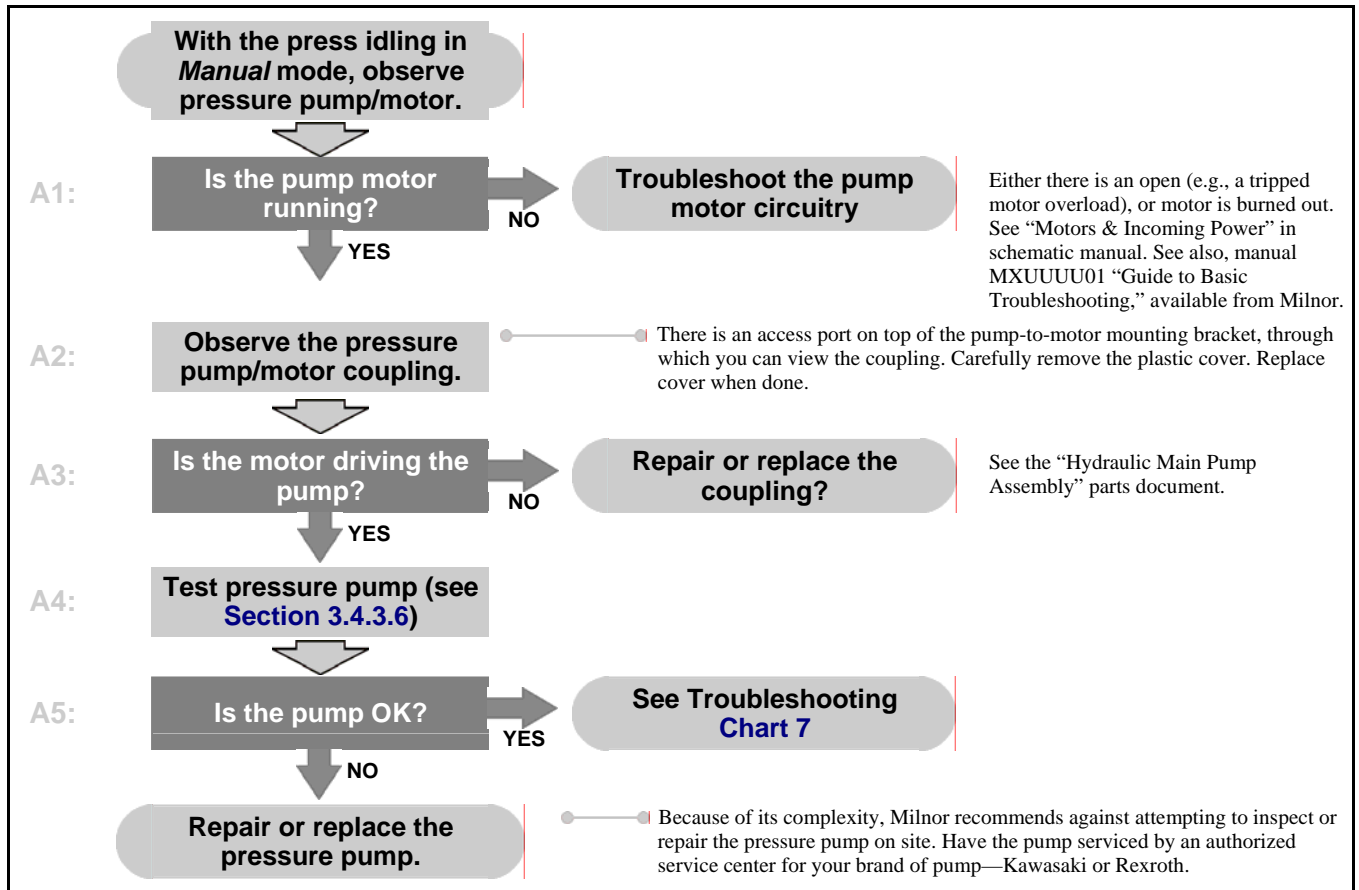 With the press idling in
Manual mode, observe
pressure pump/motor.
A1:
Is the pump motor
running?
NO
YES
Troubleshoot the pump
motor circuitry
Either there is an open (e.g., a tripped
motor overload), or motor is burned out.
See “Motors & Incoming Power” in
schematic manual. See also, manual
MXUUUU01 “Guide to Basic
Troubleshooting,” available from Milnor.
A2:
Observe the pressure
pump/motor coupling.
There is an access port on top of the pump-to-motor mounting bracket, through
which you can view the coupling. Carefully remove the plastic cover. Replace
cover when done.
A3:
Is the motor driving the
pump?
NO
YES
Repair or replace the
coupling?
See the “Hydraulic Main Pump
Assembly” parts document.
A4:
Test pressure pump (see
Section 3.4.3.6)
A5:
Is the pump OK?
YES
NO
See Troubleshooting
Chart 7
Repair or replace the
pressure pump.
Because of its complexity, Milnor recommends against attempting to inspect or
repair the pressure pump on site. Have the pump serviced by an authorized
service center for your brand of pump—Kawasaki or Rexroth.